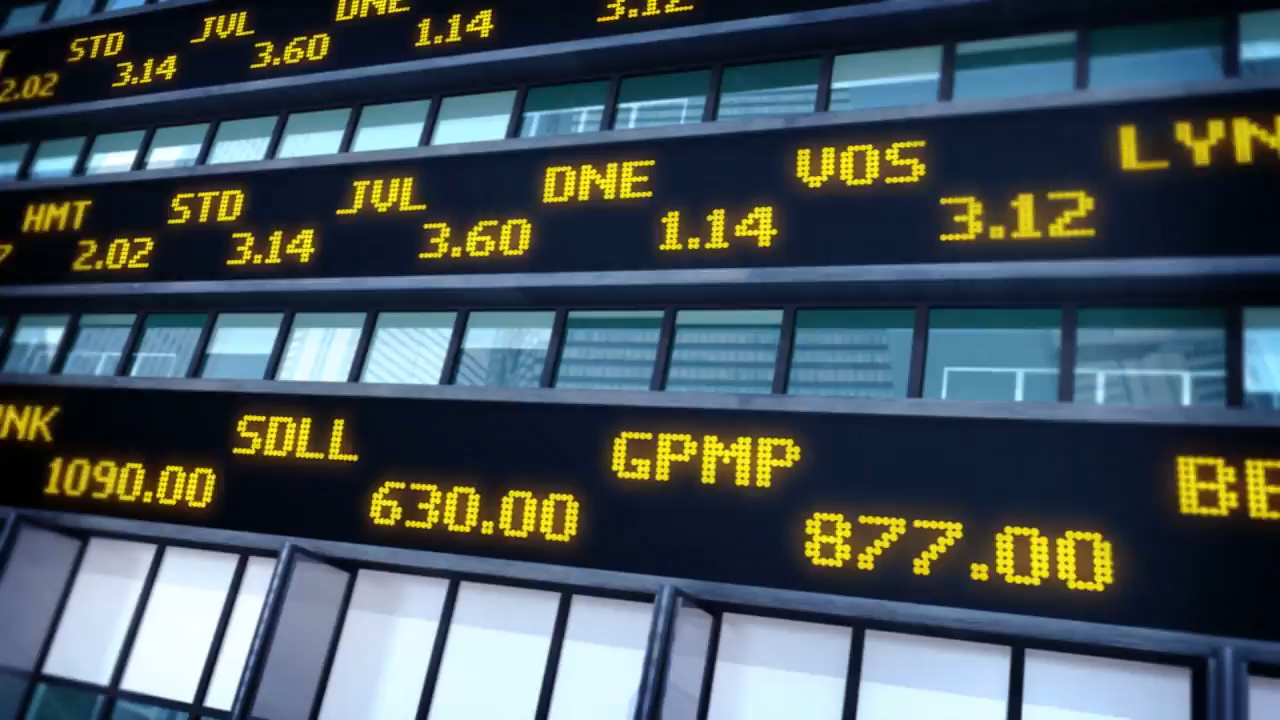 STD JVL DNE
2.02 3.14 3.60 1.14 3.12
HMT STD JVL DNE VOS LYN
2.02 3.14 3.60 1.14 3.12
SDLL GPMP
1090.00 630.00 877.00